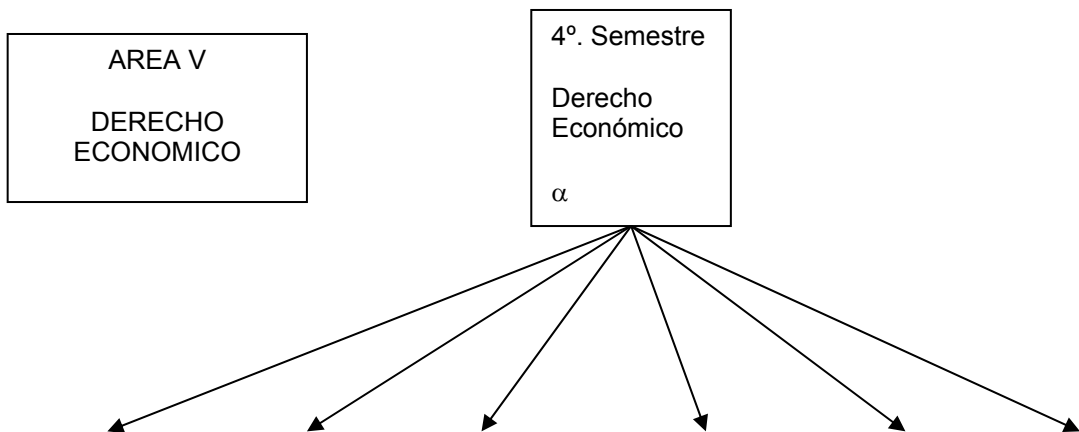 AREA V
DERECHO
ECONOMICO
4º. Semestre
Derecho
Económico
α